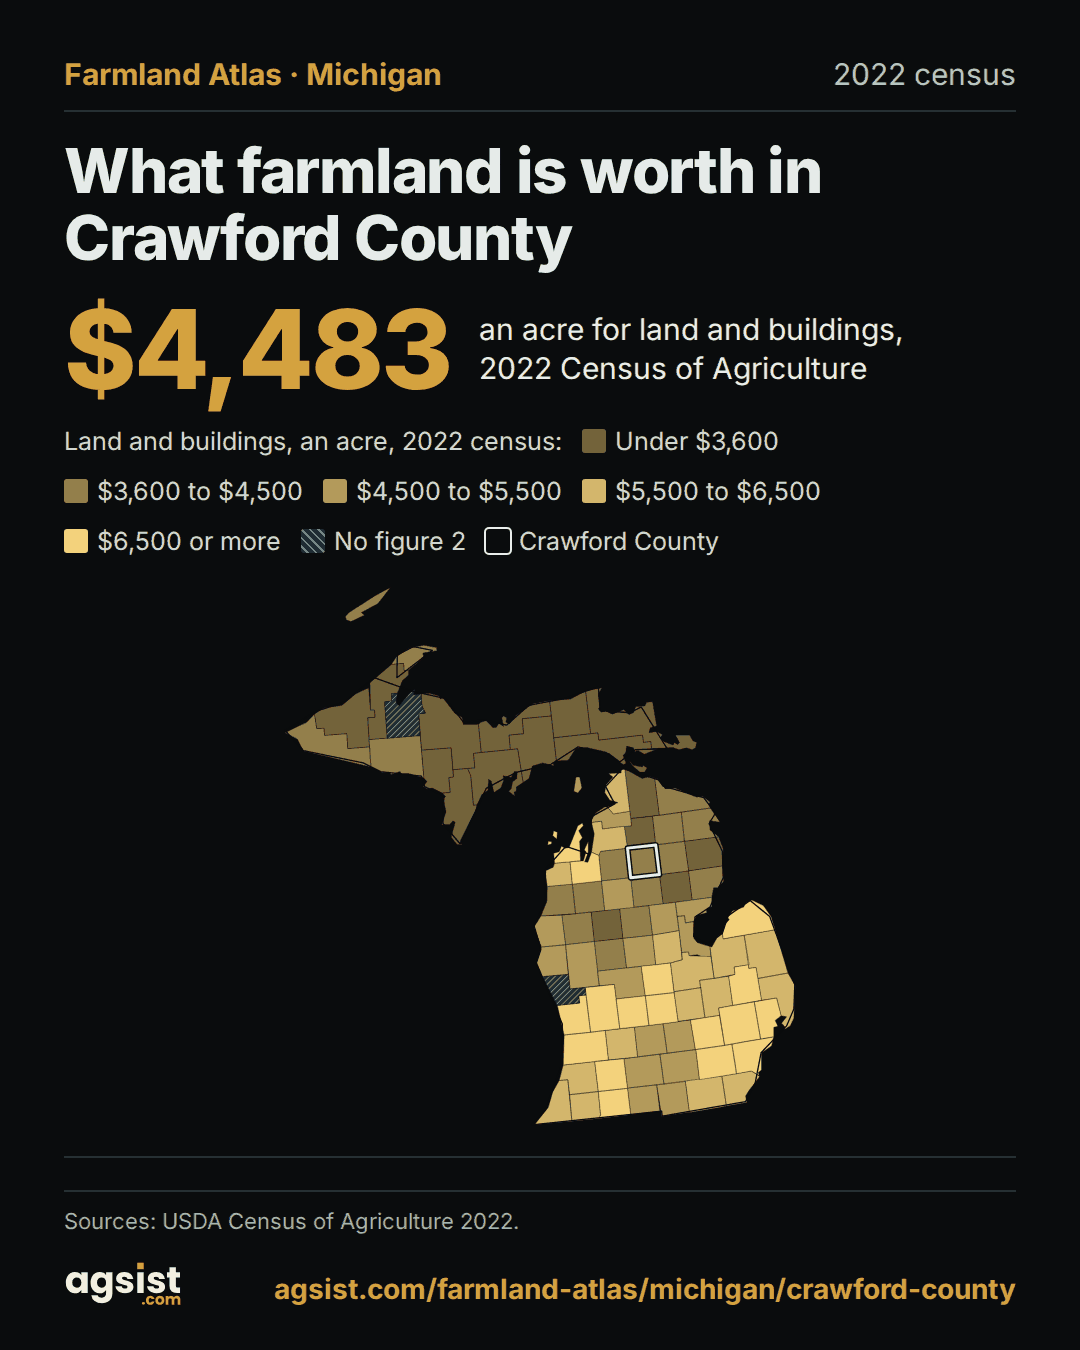 Farmland Atlas · Michigan
2022 census
What farmland is worth in
Crawford County
$4,483
an acre for land and buildings,
2022 Census of Agriculture
Land and buildings, an acre, 2022 census: Under $3,600
$3,600 to $4,500 $4,500 to $5,500 $5,500 to $6,500
$6,500 or more No figure 2 Crawford County
Sources: USDA Census of Agriculture 2022.
agsist
.com
agsist.com/farmland-atlas/michigan/crawford-county